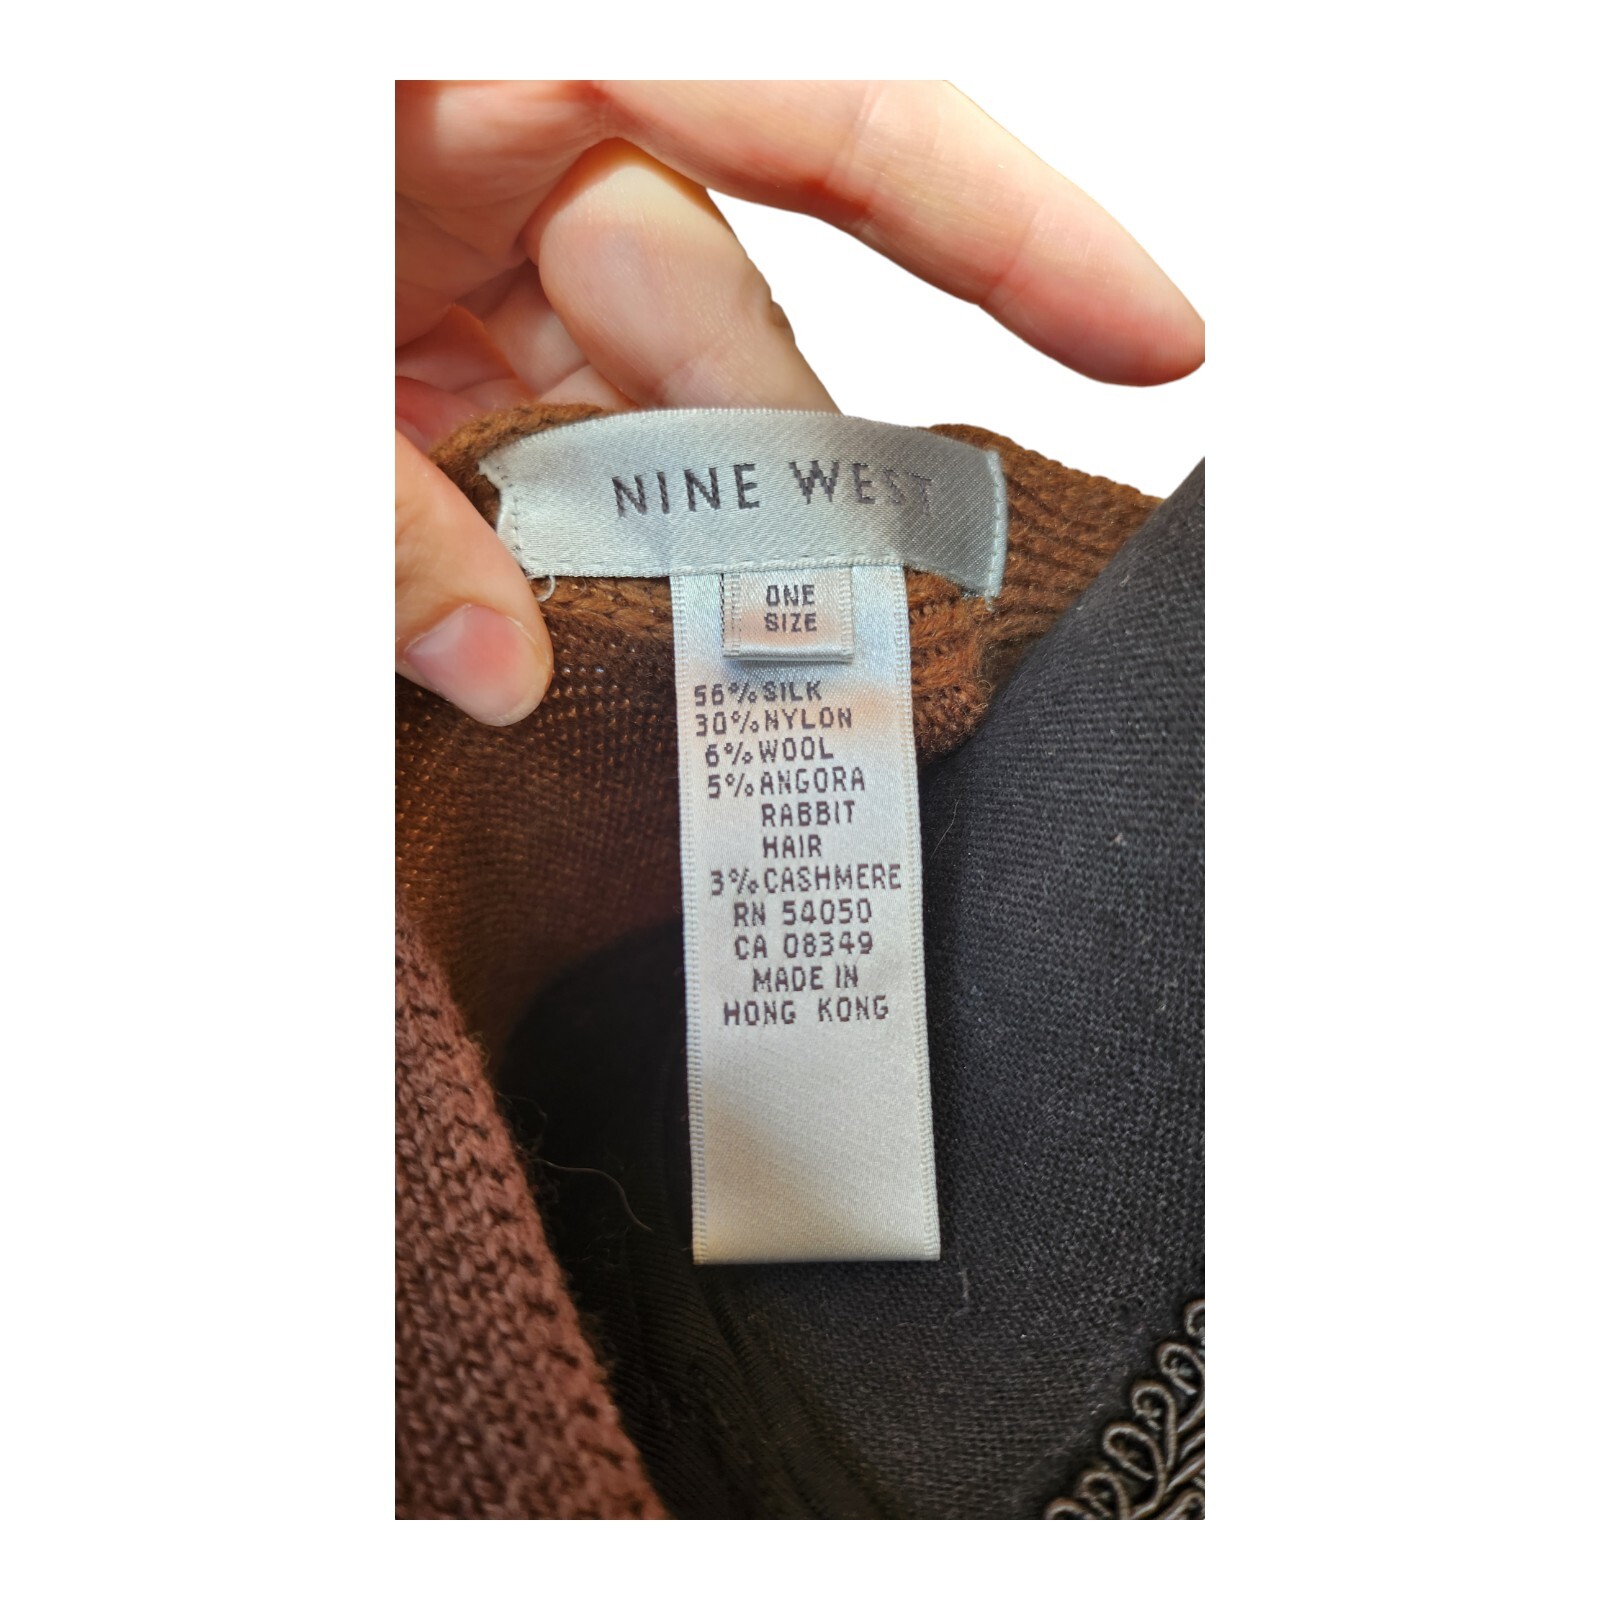 NINE WEST
ONE
SIZE
56% SILK
30% NYLON
6% WOOL
5% ANGORA
RABBIT
HAIR
3% CASHMERE
RN 54050
CA 08349
MADE IN
HONG KONG